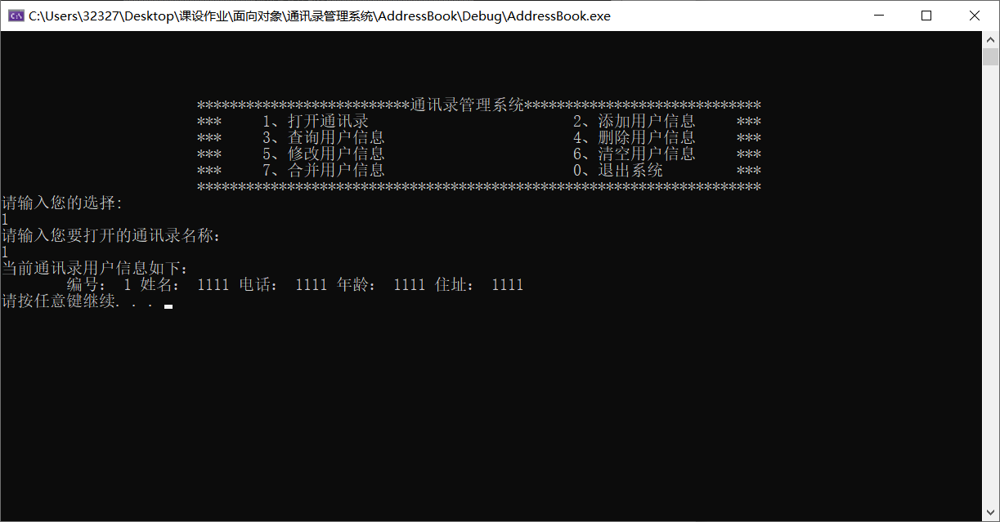 C:\Users\32327\Desktop\课设作业\面向对象\通讯录管理系统\AddressBook\Debug\AddressBook.exe
**************************通讯录管理系统*****************************
*** 1、打开通讯录 2、添加用户信息 ***
*** 3、查询用户信息 4、删除用户信息 ***
*** 5、修改用户信息 6、清空用户信息 ***
*** 7、合并用户信息 0、退出系统 ***
*********************************************************************
请输入您的选择:
1
请输入您要打开的通讯录名称:
1
当前通讯录用户信息如下:
编号: 1 姓名: 1111 电话: 1111 年龄: 1111 住址: 1111
请按任意键继续. . .